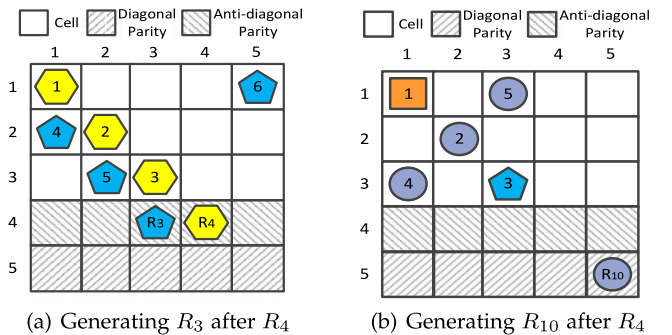 Cell Diagonal Parity Anti-diagonal Parity
1 2 3 4 5
1 1 6
2 4 2
3 5 3
4 R3 R4
5
(a) Generating R3 after R4
Cell Diagonal Parity Anti-diagonal Parity
1 2 3 4 5
1 1 5
2 2
3 4 3
4
5 R10
(b) Generating R10 after R4